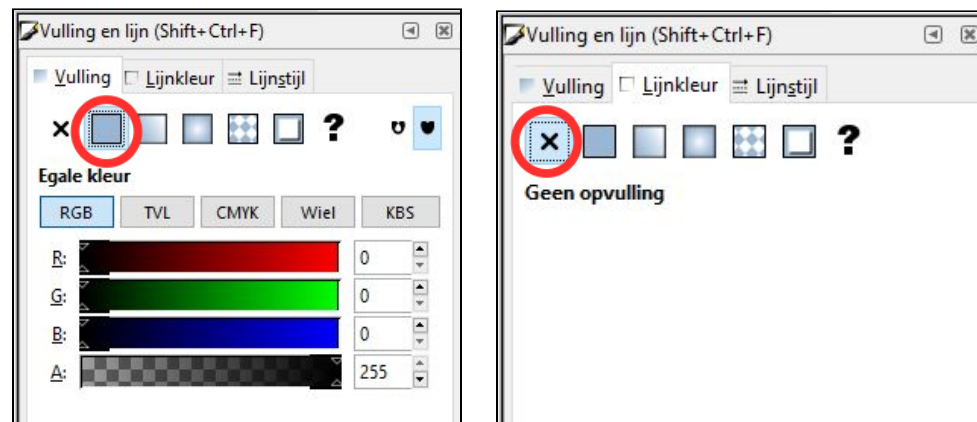 Vulling en lijn (Shift+Ctrl+F)
Vulling Lijnkleur Lijnstijl
?
Egale kleur
RGB TVL CMYK Wiel KBS
R: 0
G: 0
B: 0
A: 255
Vulling en lijn (Shift+Ctrl+F)
Vulling Lijnkleur Lijnstijl
?
Geen opvulling